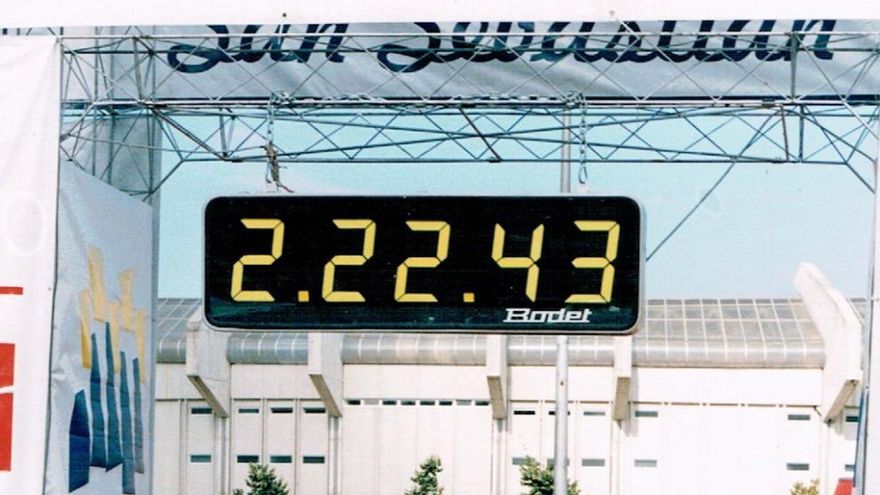 San Sebastian
2.22.43
Bodet